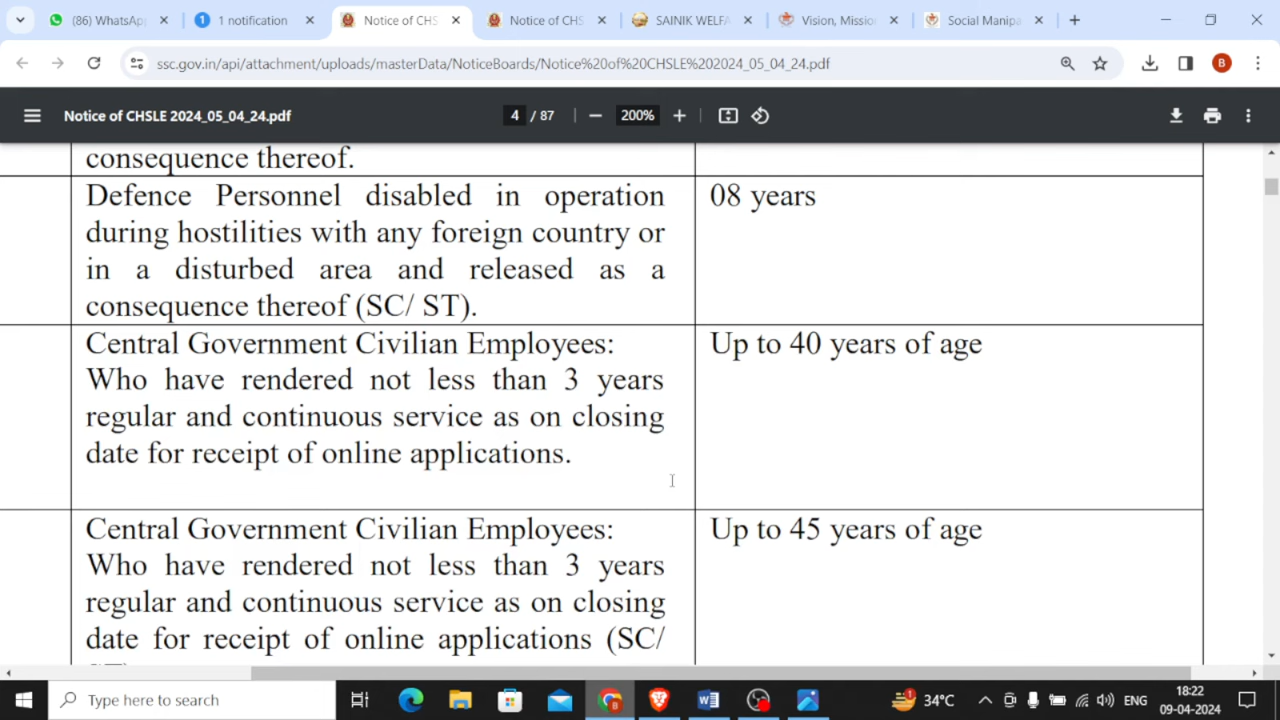 (86) WhatsApp
1 notification
Notice of CHS
Notice of CHS
SAINIK WELFA
Vision, Missio
Social Manipa
ssc.gov.in/api/attachment/uploads/masterData/NoticeBoards/Notice%20of%20CHSLE%202024_05_04_24.pdf
B
Notice of CHSLE 2024_05_04_24.pdf
4 / 87
200%
consequence thereof.
Defence Personnel disabled in operation
during hostilities with any foreign country or
in a disturbed area and released as a
consequence thereof (SC/ ST).
08 years
Central Government Civilian Employees:
Who have rendered not less than 3 years
regular and continuous service as on closing
date for receipt of online applications.
Up to 40 years of age
Central Government Civilian Employees:
Who have rendered not less than 3 years
regular and continuous service as on closing
date for receipt of online applications (SC/
Up to 45 years of age
Type here to search
34°C
ENG
18:22
09-04-2024